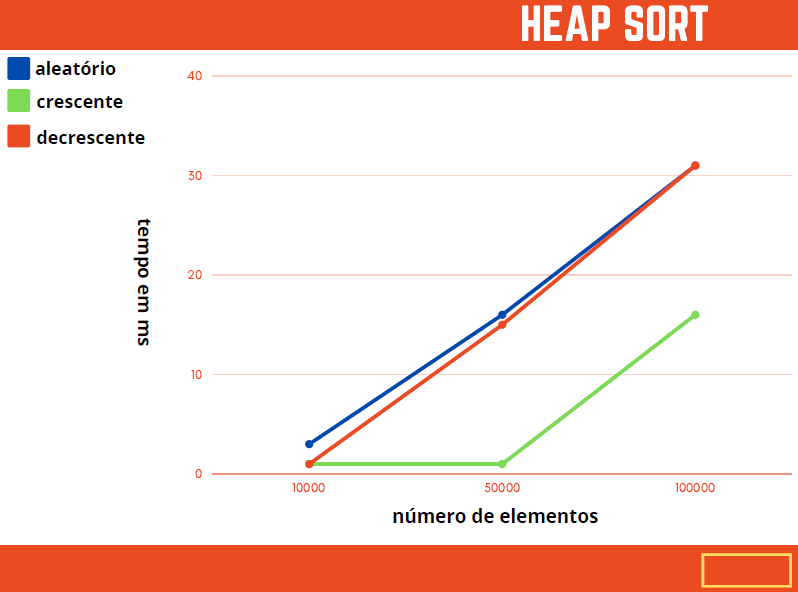 HEAP SORT
aleatório
crescente
decrescente
tempo em ms
40
30
20
10
0
10000 50000 100000
número de elementos